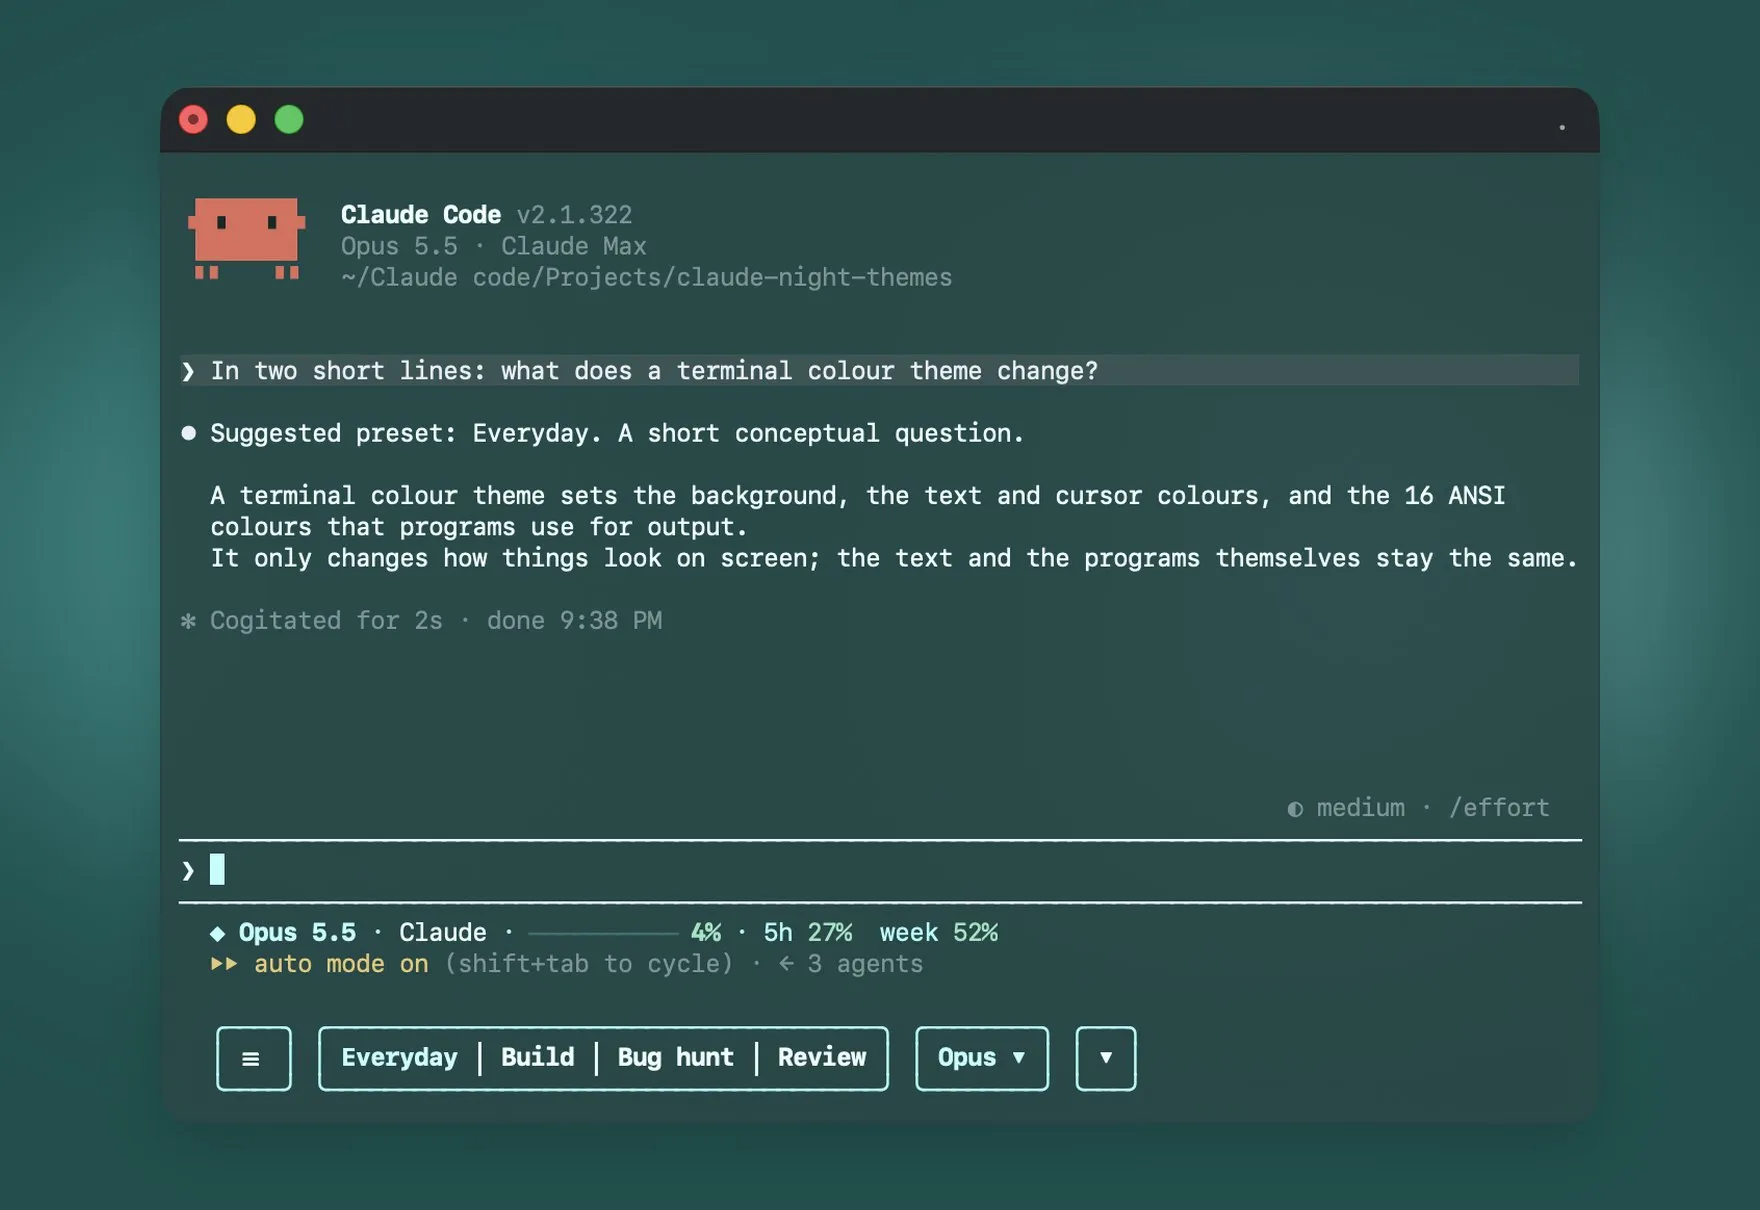 Claude Code v2.1.322
Opus 5.5 · Claude Max
~/Claude code/Projects/claude-night-themes
❯ In two short lines: what does a terminal colour theme change?
● Suggested preset: Everyday. A short conceptual question.
A terminal colour theme sets the background, the text and cursor colours, and the 16 ANSI
colours that programs use for output.
It only changes how things look on screen; the text and the programs themselves stay the same.
✻ Cogitated for 2s · done 9:38 PM
◐ medium · /effort
❯
◆ Opus 5.5 · Claude · 4% · 5h 27% week 52%
▶▶ auto mode on (shift+tab to cycle) · ← 3 agents
≡ Everyday | Build | Bug hunt | Review Opus ▼ ▼